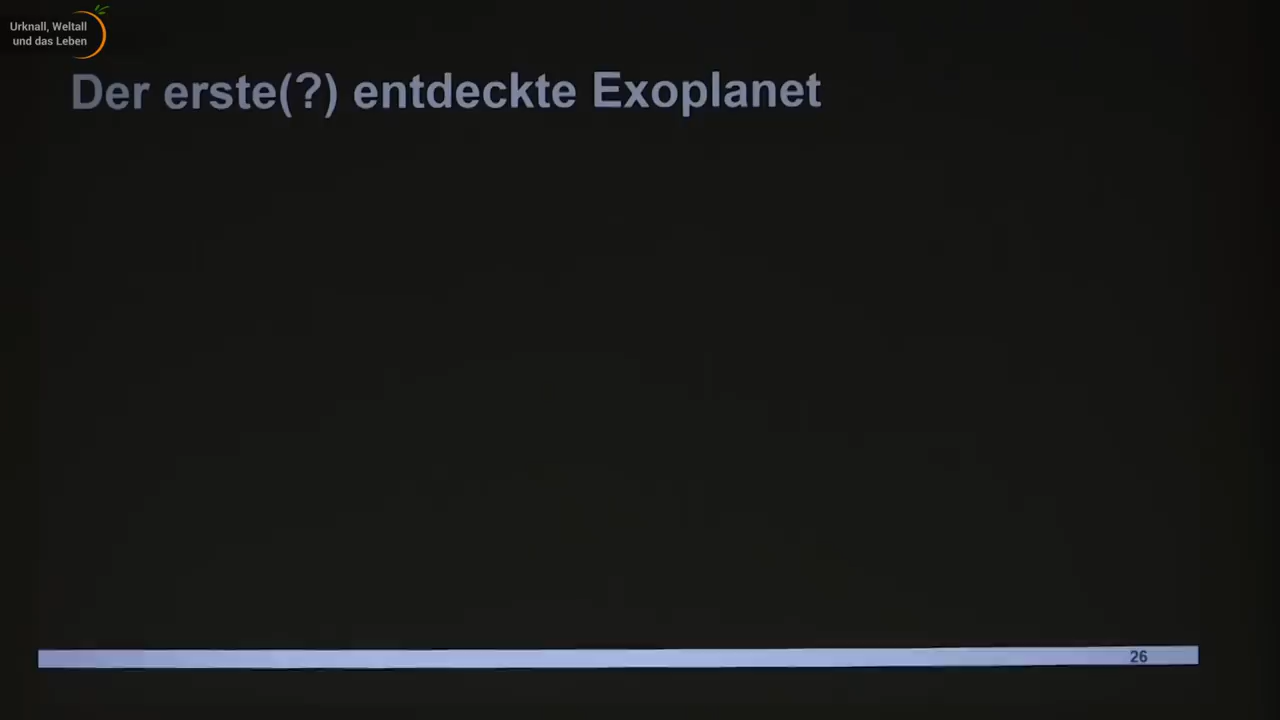 Urknall, Weltall
und das Leben
Der erste(?) entdeckte Exoplanet
26